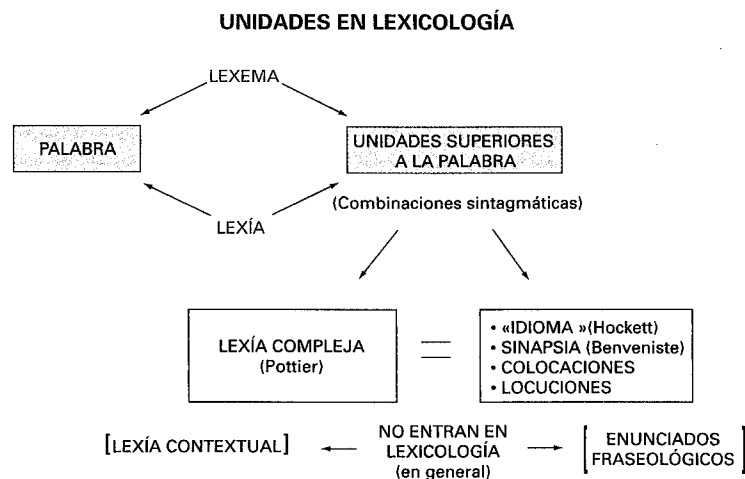 UNIDADES EN LEXICOLOGÍA
LEXEMA
PALABRA
UNIDADES SUPERIORES
A LA PALABRA
LEXÍA
(Combinaciones sintagmáticas)
LEXÍA COMPLEJA
(Pottier)
=
• «IDIOMA »(Hockett)
• SINAPSIA (Benveniste)
• COLOCACIONES
• LOCUCIONES
[LEXÍA CONTEXTUAL]
NO ENTRAN EN
LEXICOLOGÍA
(en general)
[ENUNCIADOS
FRASEOLÓGICOS]